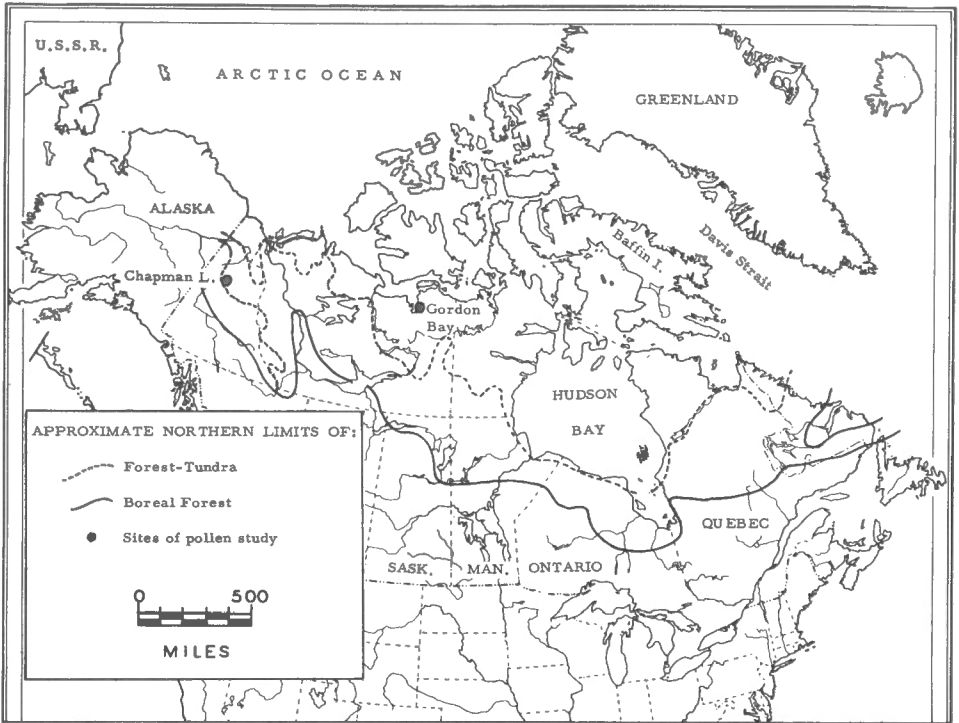 U.S.S.R.
ARCTIC OCEAN
GREENLAND
ALASKA
Baffin I.
Davis Strait
Chapman L.
Gordon
Bay
HUDSON
BAY
APPROXIMATE NORTHERN LIMITS OF:
Forest-Tundra
Boreal Forest
Sites of pollen study
0 500
MILES
QUEBEC
SASK. MAN. ONTARIO